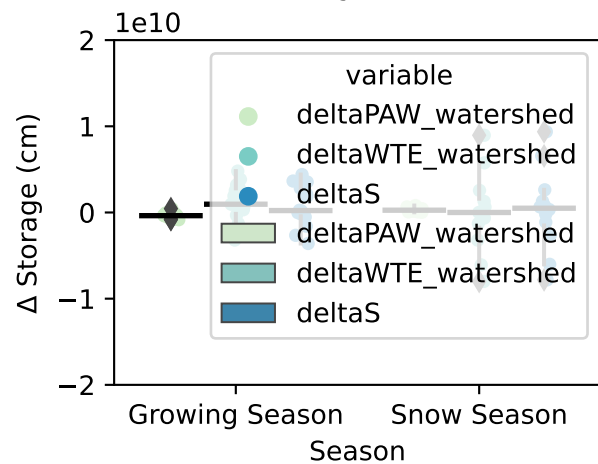 1e10
2
1
0
−1
−2
Δ Storage (cm)
variable
deltaPAW_watershed
deltaWTE_watershed
deltaS
deltaPAW_watershed
deltaWTE_watershed
deltaS
Growing Season
Snow Season
Season